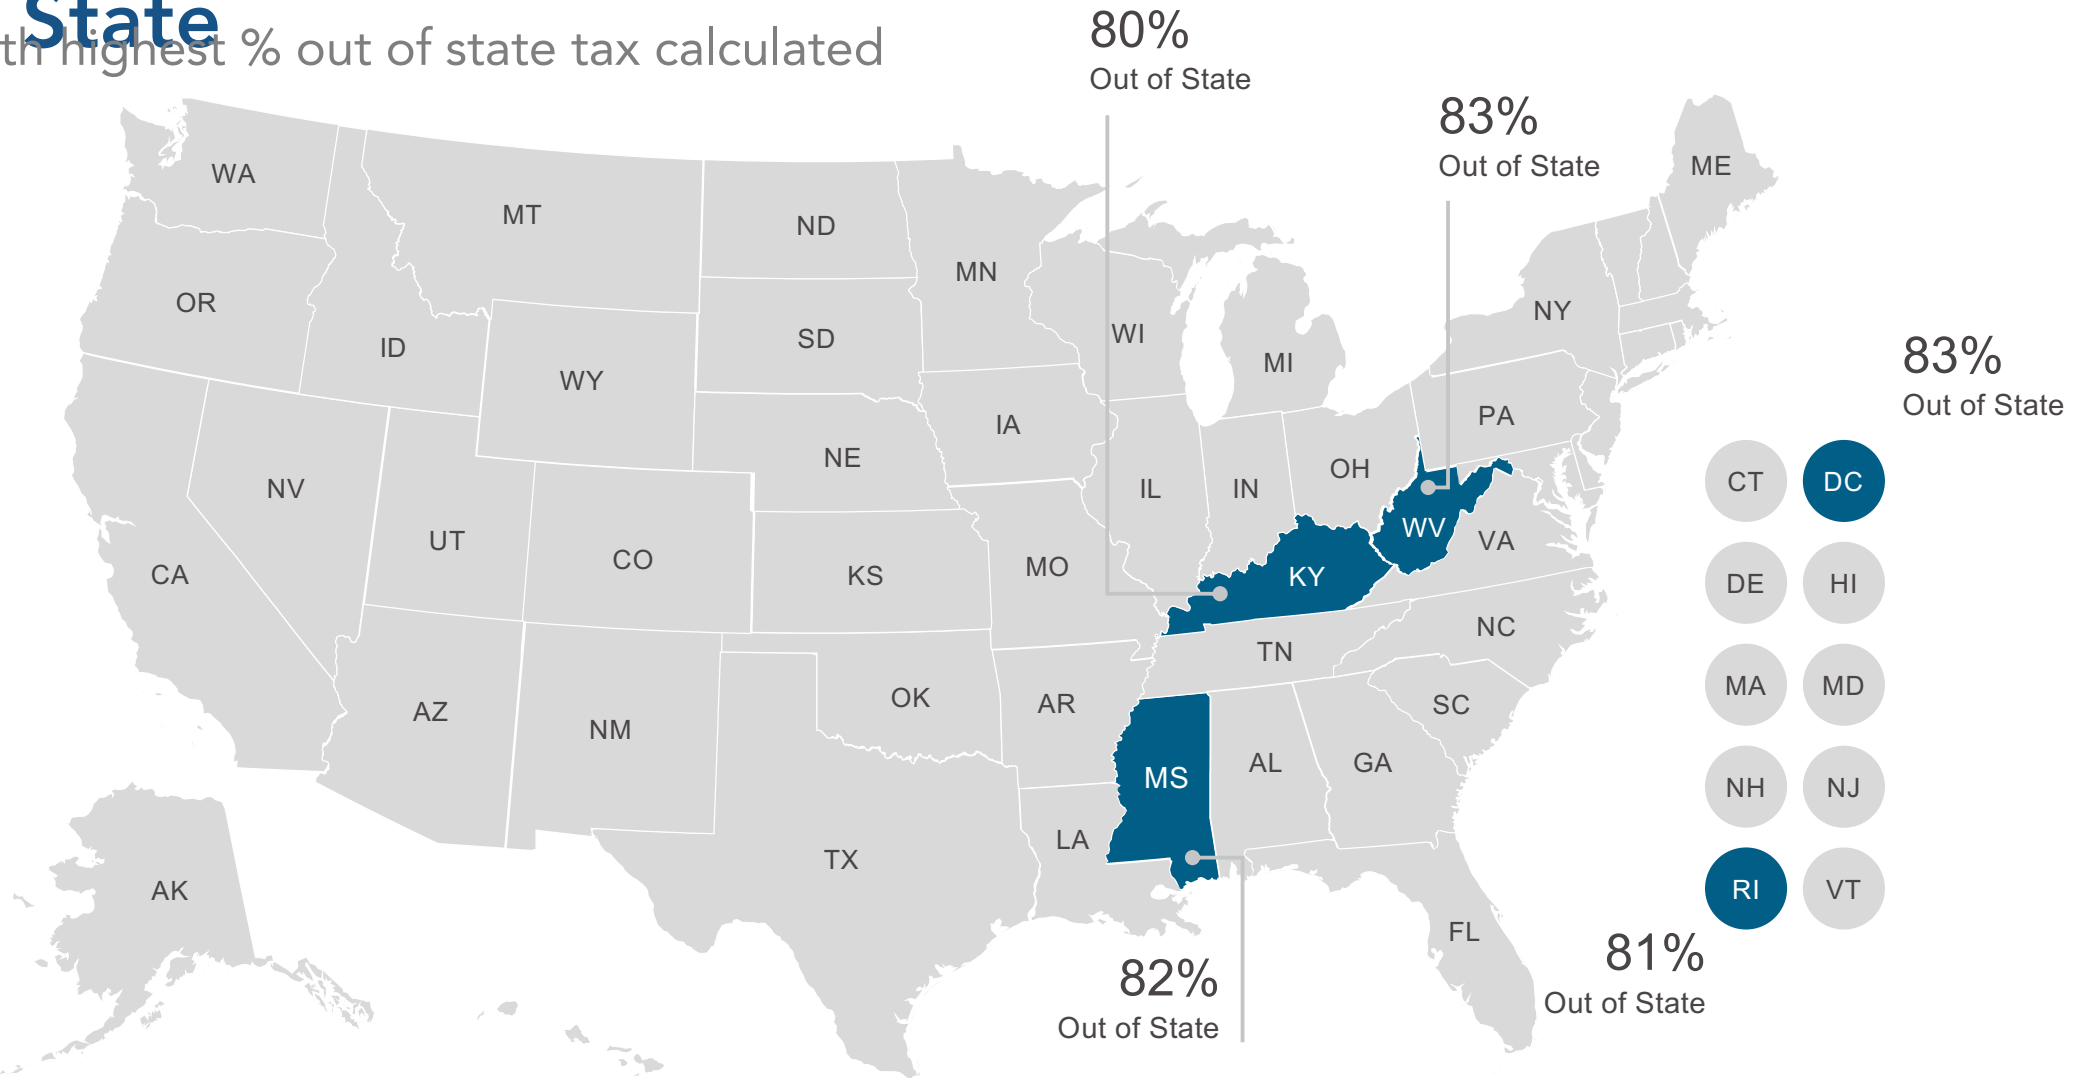 State
th highest % out of state tax calculated
80%
Out of State
83%
Out of State
83%
Out of State
WA
MT
ND
MN
ME
OR
ID
WY
SD
WI
MI
NY
PA
NE
IA
IL
IN
OH
NV
UT
CO
KS
MO
KY
WV
VA
CA
AZ
NM
OK
AR
TN
NC
SC
MS
AL
GA
TX
LA
FL
AK
CT
DC
DE
HI
MA
MD
NH
NJ
RI
VT
82%
Out of State
81%
Out of State